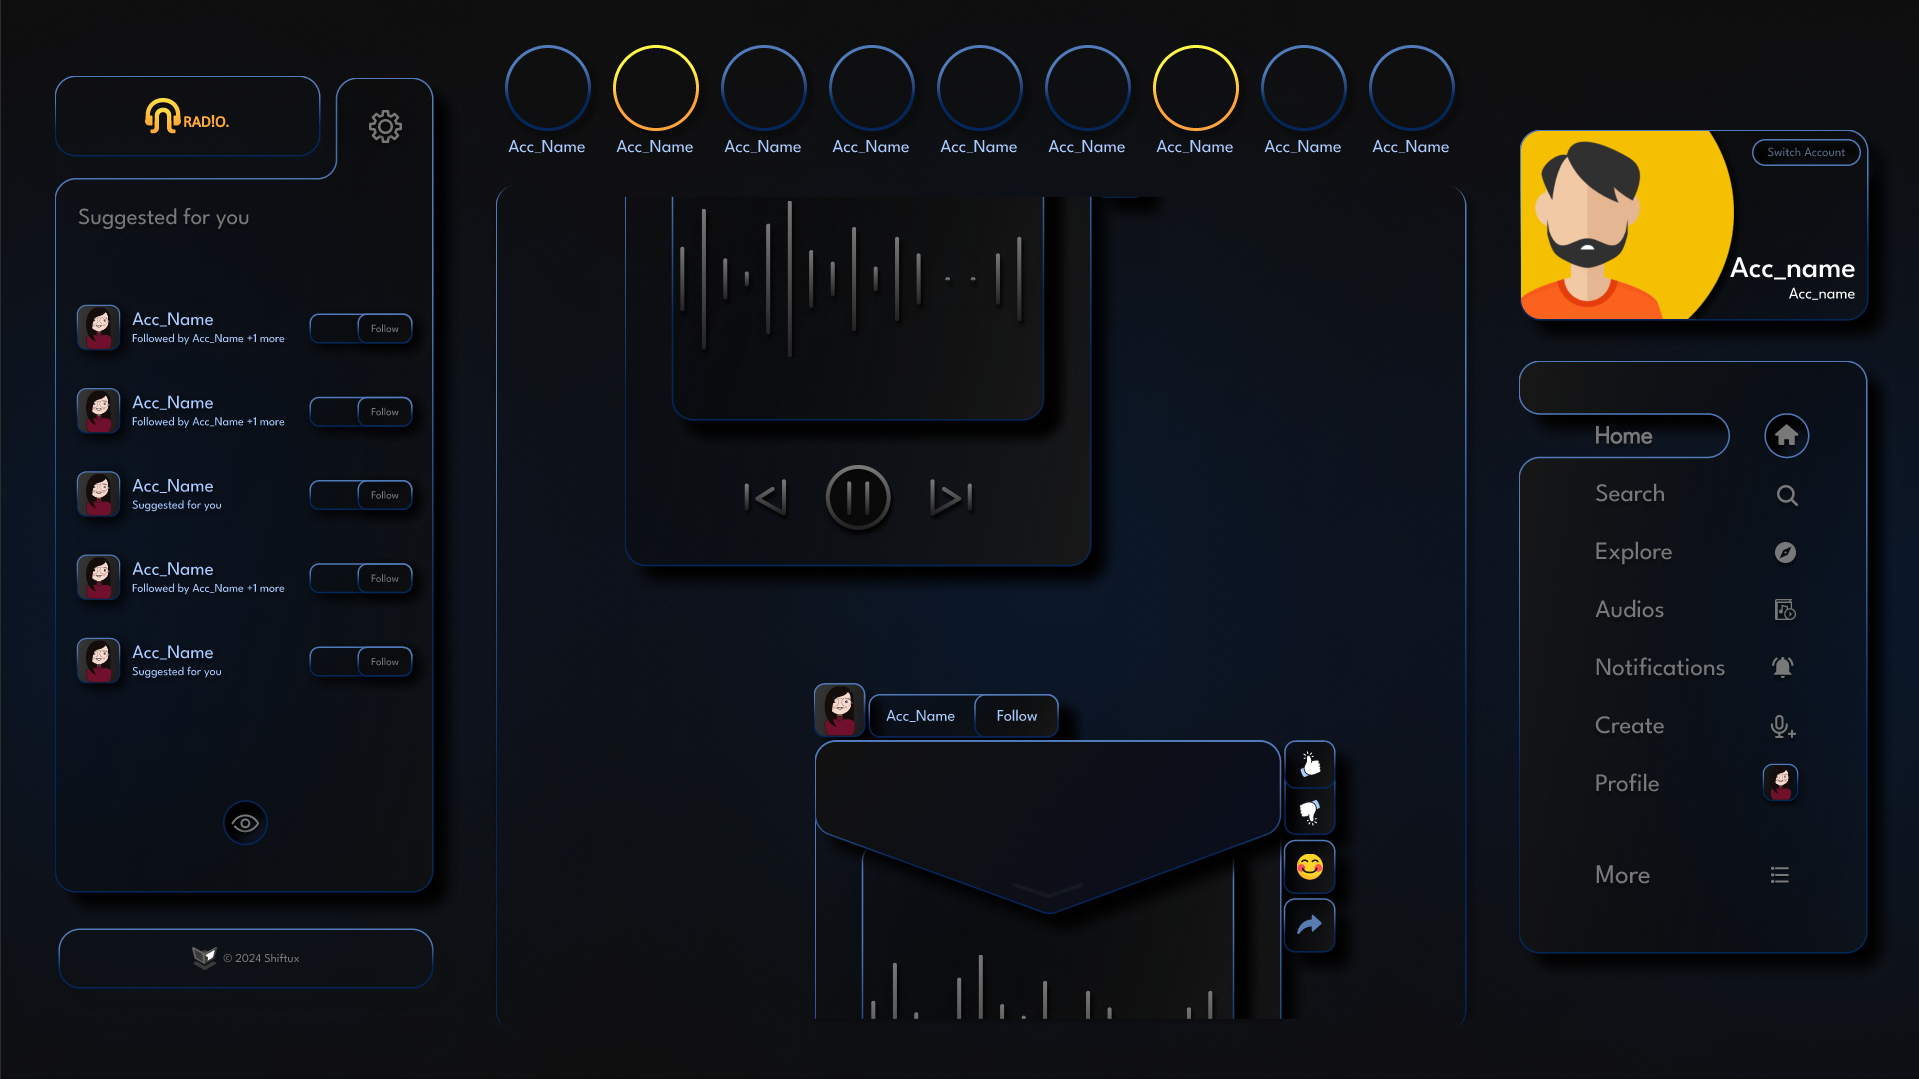 RAD!O.
Suggested for you
Acc_Name
Followed by Acc_Name +1 more
Follow
Acc_Name
Followed by Acc_Name +1 more
Follow
Acc_Name
Suggested for you
Follow
Acc_Name
Followed by Acc_Name +1 more
Follow
Acc_Name
Suggested for you
Follow
© 2024 Shiftux
Acc_Name
Acc_Name
Acc_Name
Acc_Name
Acc_Name
Acc_Name
Acc_Name
Acc_Name
Acc_Name
Acc_Name
Follow
Switch Account
Acc_name
Acc_name
Home
Search
Explore
Audios
Notifications
Create
Profile
More